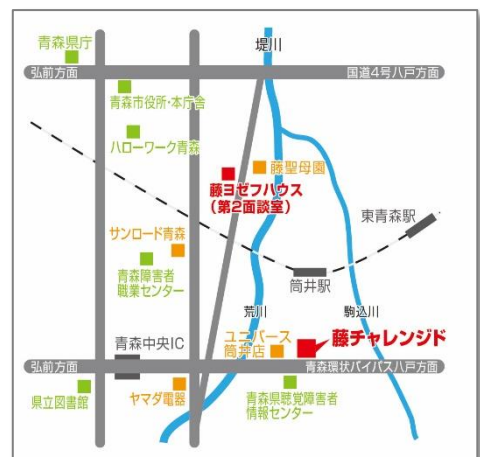 青森県庁
堤川
弘前方面
国道4号八戸方面
青森市役所・本庁舎
ハローワーク青森
藤聖母園
藤ヨゼフハウス
（第2面談室）
東青森駅
サンロード青森
青森障害者
職業センター
筒井駅
荒川
駒込川
青森中央IC
ユニバース
筒井店
藤チャレンジド
弘前方面
青森環状バイパス八戸方面
県立図書館
ヤマダ電器
青森県聴覚障害者
情報センター